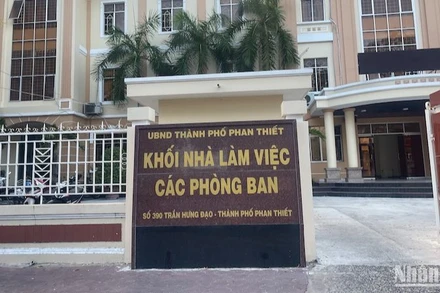 UBND THÀNH PHỐ PHAN THIẾT
KHỐI NHÀ LÀM VIỆC
CÁC PHÒNG BAN
SỐ 390 TRẦN HƯNG ĐẠO - THÀNH PHỐ PHAN THIẾT